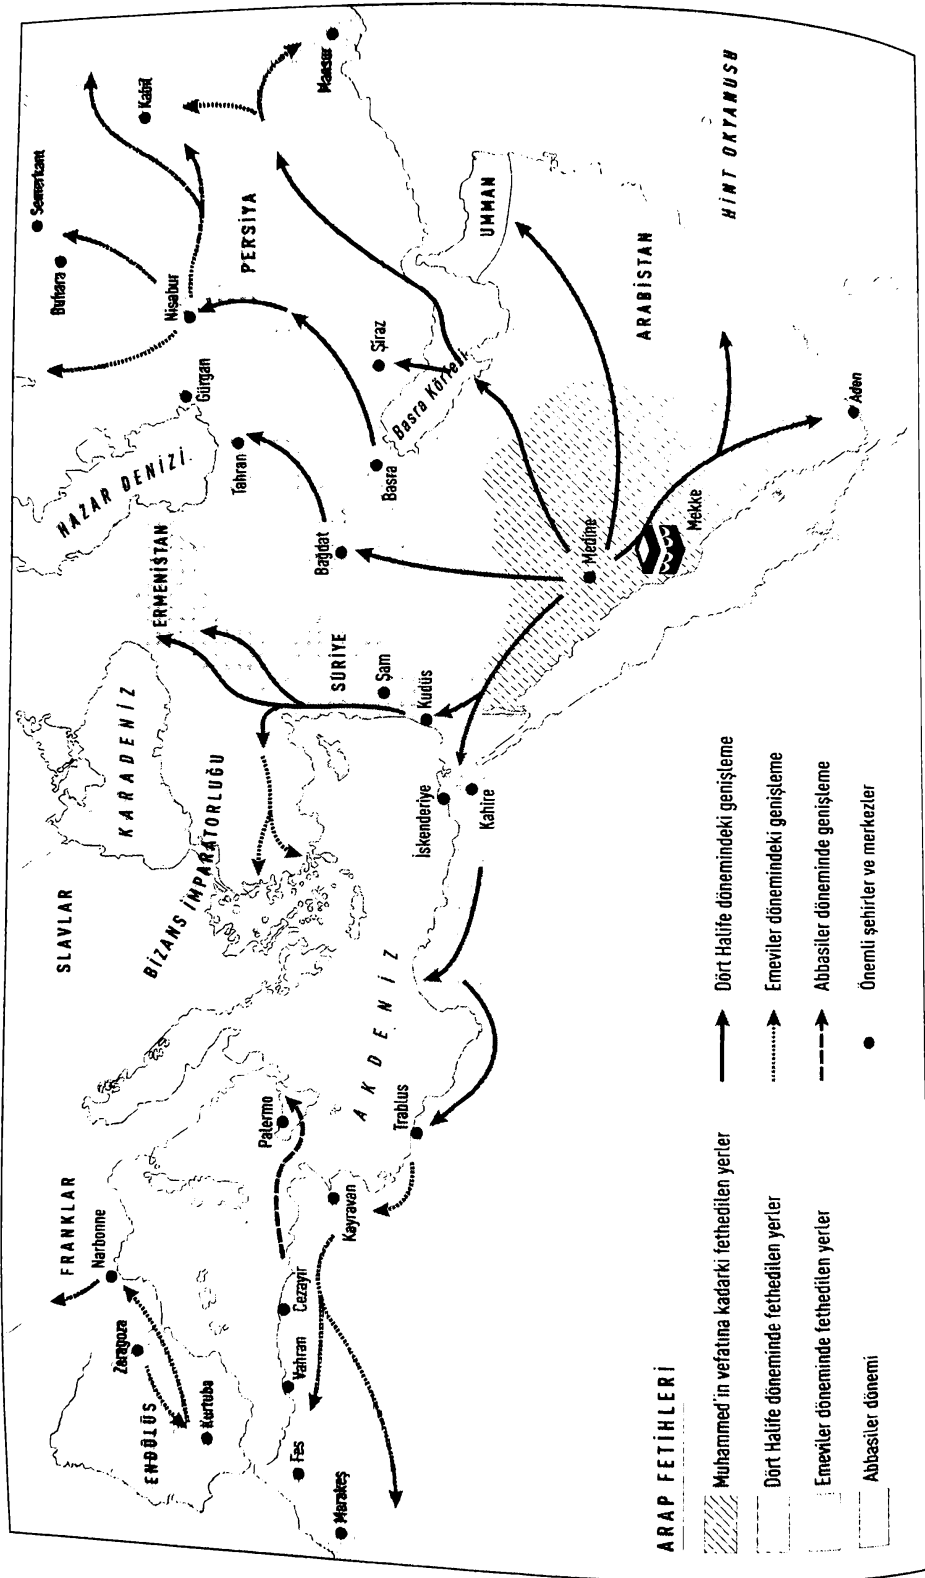 SLAVLAR
FRANKLAR
Narbonne
Zaragoza
ENDÜLÜS
Kurtuba
Fes
Marakeş
Vahran
Cezayir
Kayravan
Palermo
Trablus
AKDENİZ
BİZANS İMPARATORLUĞU
KARADENİZ
ERMENİSTAN
HAZAR DENİZİ
Gürgan
Tahran
Nişabur
Buhara
Semerkant
Kabil
PERSİYA
Mansur
Şiraz
Basra Körfezi
Basra
Bağdat
SURİYE
Şam
Kudüs
İskenderiye
Kahire
Medine
Mekke
Aden
ARABİSTAN
UMMAN
HİNT OKYANUSU
ARAP FETİHLERİ
Muhammed'in vefatına kadarki fethedilen yerler
Dört Halife döneminde fethedilen yerler
Emeviler döneminde fethedilen yerler
Abbasiler dönemi
Dört Halife dönemindeki genişleme
Emeviler dönemindeki genişleme
Abbasiler döneminde genişleme
Önemli şehirler ve merkezler